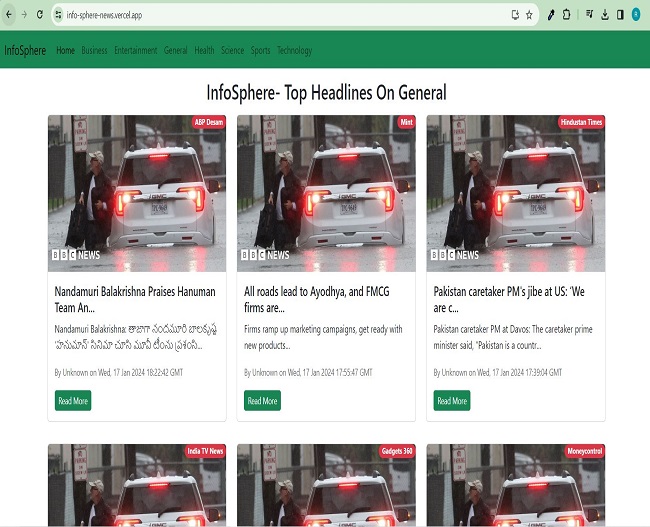 info-sphere-news.vercel.app
InfoSphere Home Business Entertainment General Health Science Sports Technology
InfoSphere- Top Headlines On General
ABP Desam
BBC NEWS
Nandamuri Balakrishna Praises Hanuman
Team An...
Nandamuri Balakrishna: తాజాగా నందమూరి బాలకృష్ణ
'హనుమాన్' సినిమా చూసి మూవీ టీంను ప్రశంసి...
By Unknown on Wed, 17 Jan 2024 18:22:42 GMT
Read More
Mint
BBC NEWS
All roads lead to Ayodhya, and FMCG
firms are...
Firms ramp up marketing campaigns, get ready with
new products...
By Unknown on Wed, 17 Jan 2024 17:55:47 GMT
Read More
Hindustan Times
BBC NEWS
Pakistan caretaker PM's jibe at US: 'We
are c...
Pakistan caretaker PM at Davos: The caretaker prime
minister said, "Pakistan is a countr...
By Unknown on Wed, 17 Jan 2024 17:39:04 GMT
Read More
India TV News
Gadgets 360
Moneycontrol